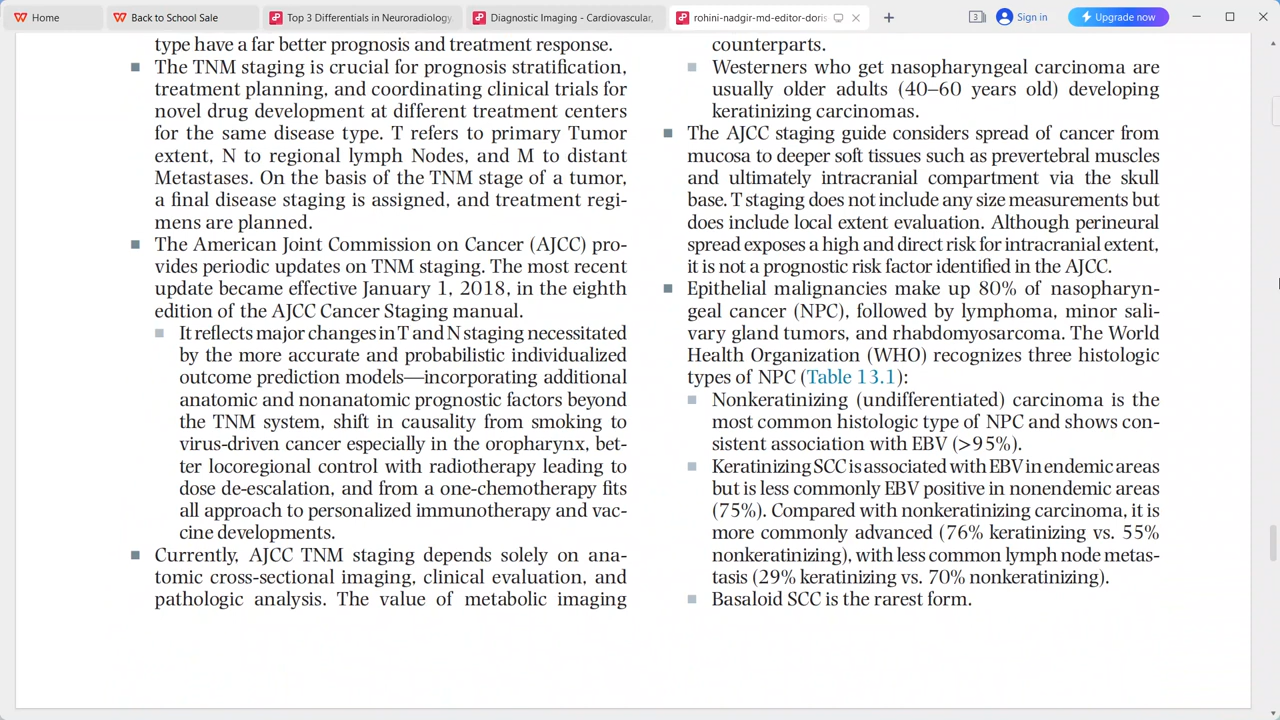 Home
Back to School Sale
Top 3 Differentials in Neuroradiology
Diagnostic Imaging - Cardiovascular,
rohini-nadgir-md-editor-doris
3
Sign in
Upgrade now
type have a far better prognosis and treatment response.
The TNM staging is crucial for prognosis stratification,
treatment planning, and coordinating clinical trials for
novel drug development at different treatment centers
for the same disease type. T refers to primary Tumor
extent, N to regional lymph Nodes, and M to distant
Metastases. On the basis of the TNM stage of a tumor,
a final disease staging is assigned, and treatment regi-
mens are planned.
The American Joint Commission on Cancer (AJCC) pro-
vides periodic updates on TNM staging. The most recent
update became effective January 1, 2018, in the eighth
edition of the AJCC Cancer Staging manual.
It reflects major changes in T and N staging necessitated
by the more accurate and probabilistic individualized
outcome prediction models—incorporating additional
anatomic and nonanatomic prognostic factors beyond
the TNM system, shift in causality from smoking to
virus-driven cancer especially in the oropharynx, bet-
ter locoregional control with radiotherapy leading to
dose de-escalation, and from a one-chemotherapy fits
all approach to personalized immunotherapy and vac-
cine developments.
Currently, AJCC TNM staging depends solely on ana-
tomic cross-sectional imaging, clinical evaluation, and
pathologic analysis. The value of metabolic imaging
counterparts.
Westerners who get nasopharyngeal carcinoma are
usually older adults (40–60 years old) developing
keratinizing carcinomas.
The AJCC staging guide considers spread of cancer from
mucosa to deeper soft tissues such as prevertebral muscles
and ultimately intracranial compartment via the skull
base. T staging does not include any size measurements but
does include local extent evaluation. Although perineural
spread exposes a high and direct risk for intracranial extent,
it is not a prognostic risk factor identified in the AJCC.
Epithelial malignancies make up 80% of nasopharyn-
geal cancer (NPC), followed by lymphoma, minor sali-
vary gland tumors, and rhabdomyosarcoma. The World
Health Organization (WHO) recognizes three histologic
types of NPC (Table 13.1):
Nonkeratinizing (undifferentiated) carcinoma is the
most common histologic type of NPC and shows con-
sistent association with EBV (>95%).
Keratinizing SCC is associated with EBV in endemic areas
but is less commonly EBV positive in nonendemic areas
(75%). Compared with nonkeratinizing carcinoma, it is
more commonly advanced (76% keratinizing vs. 55%
nonkeratinizing), with less common lymph node metas-
tasis (29% keratinizing vs. 70% nonkeratinizing).
Basaloid SCC is the rarest form.